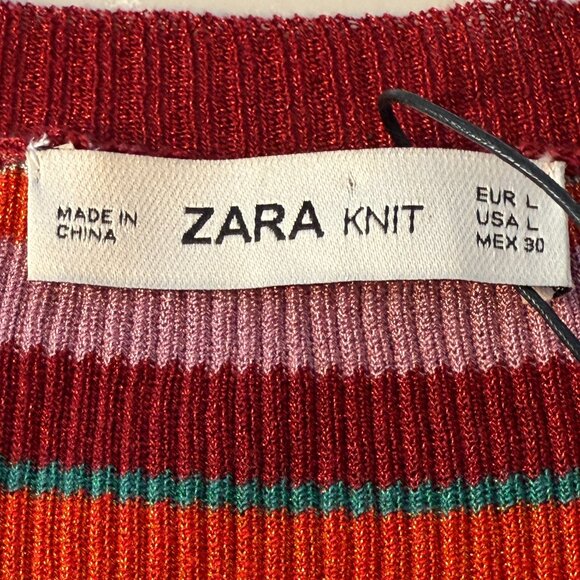 MADE IN
CHINA
ZARA KNIT
EUR L
USA L
MEX 30